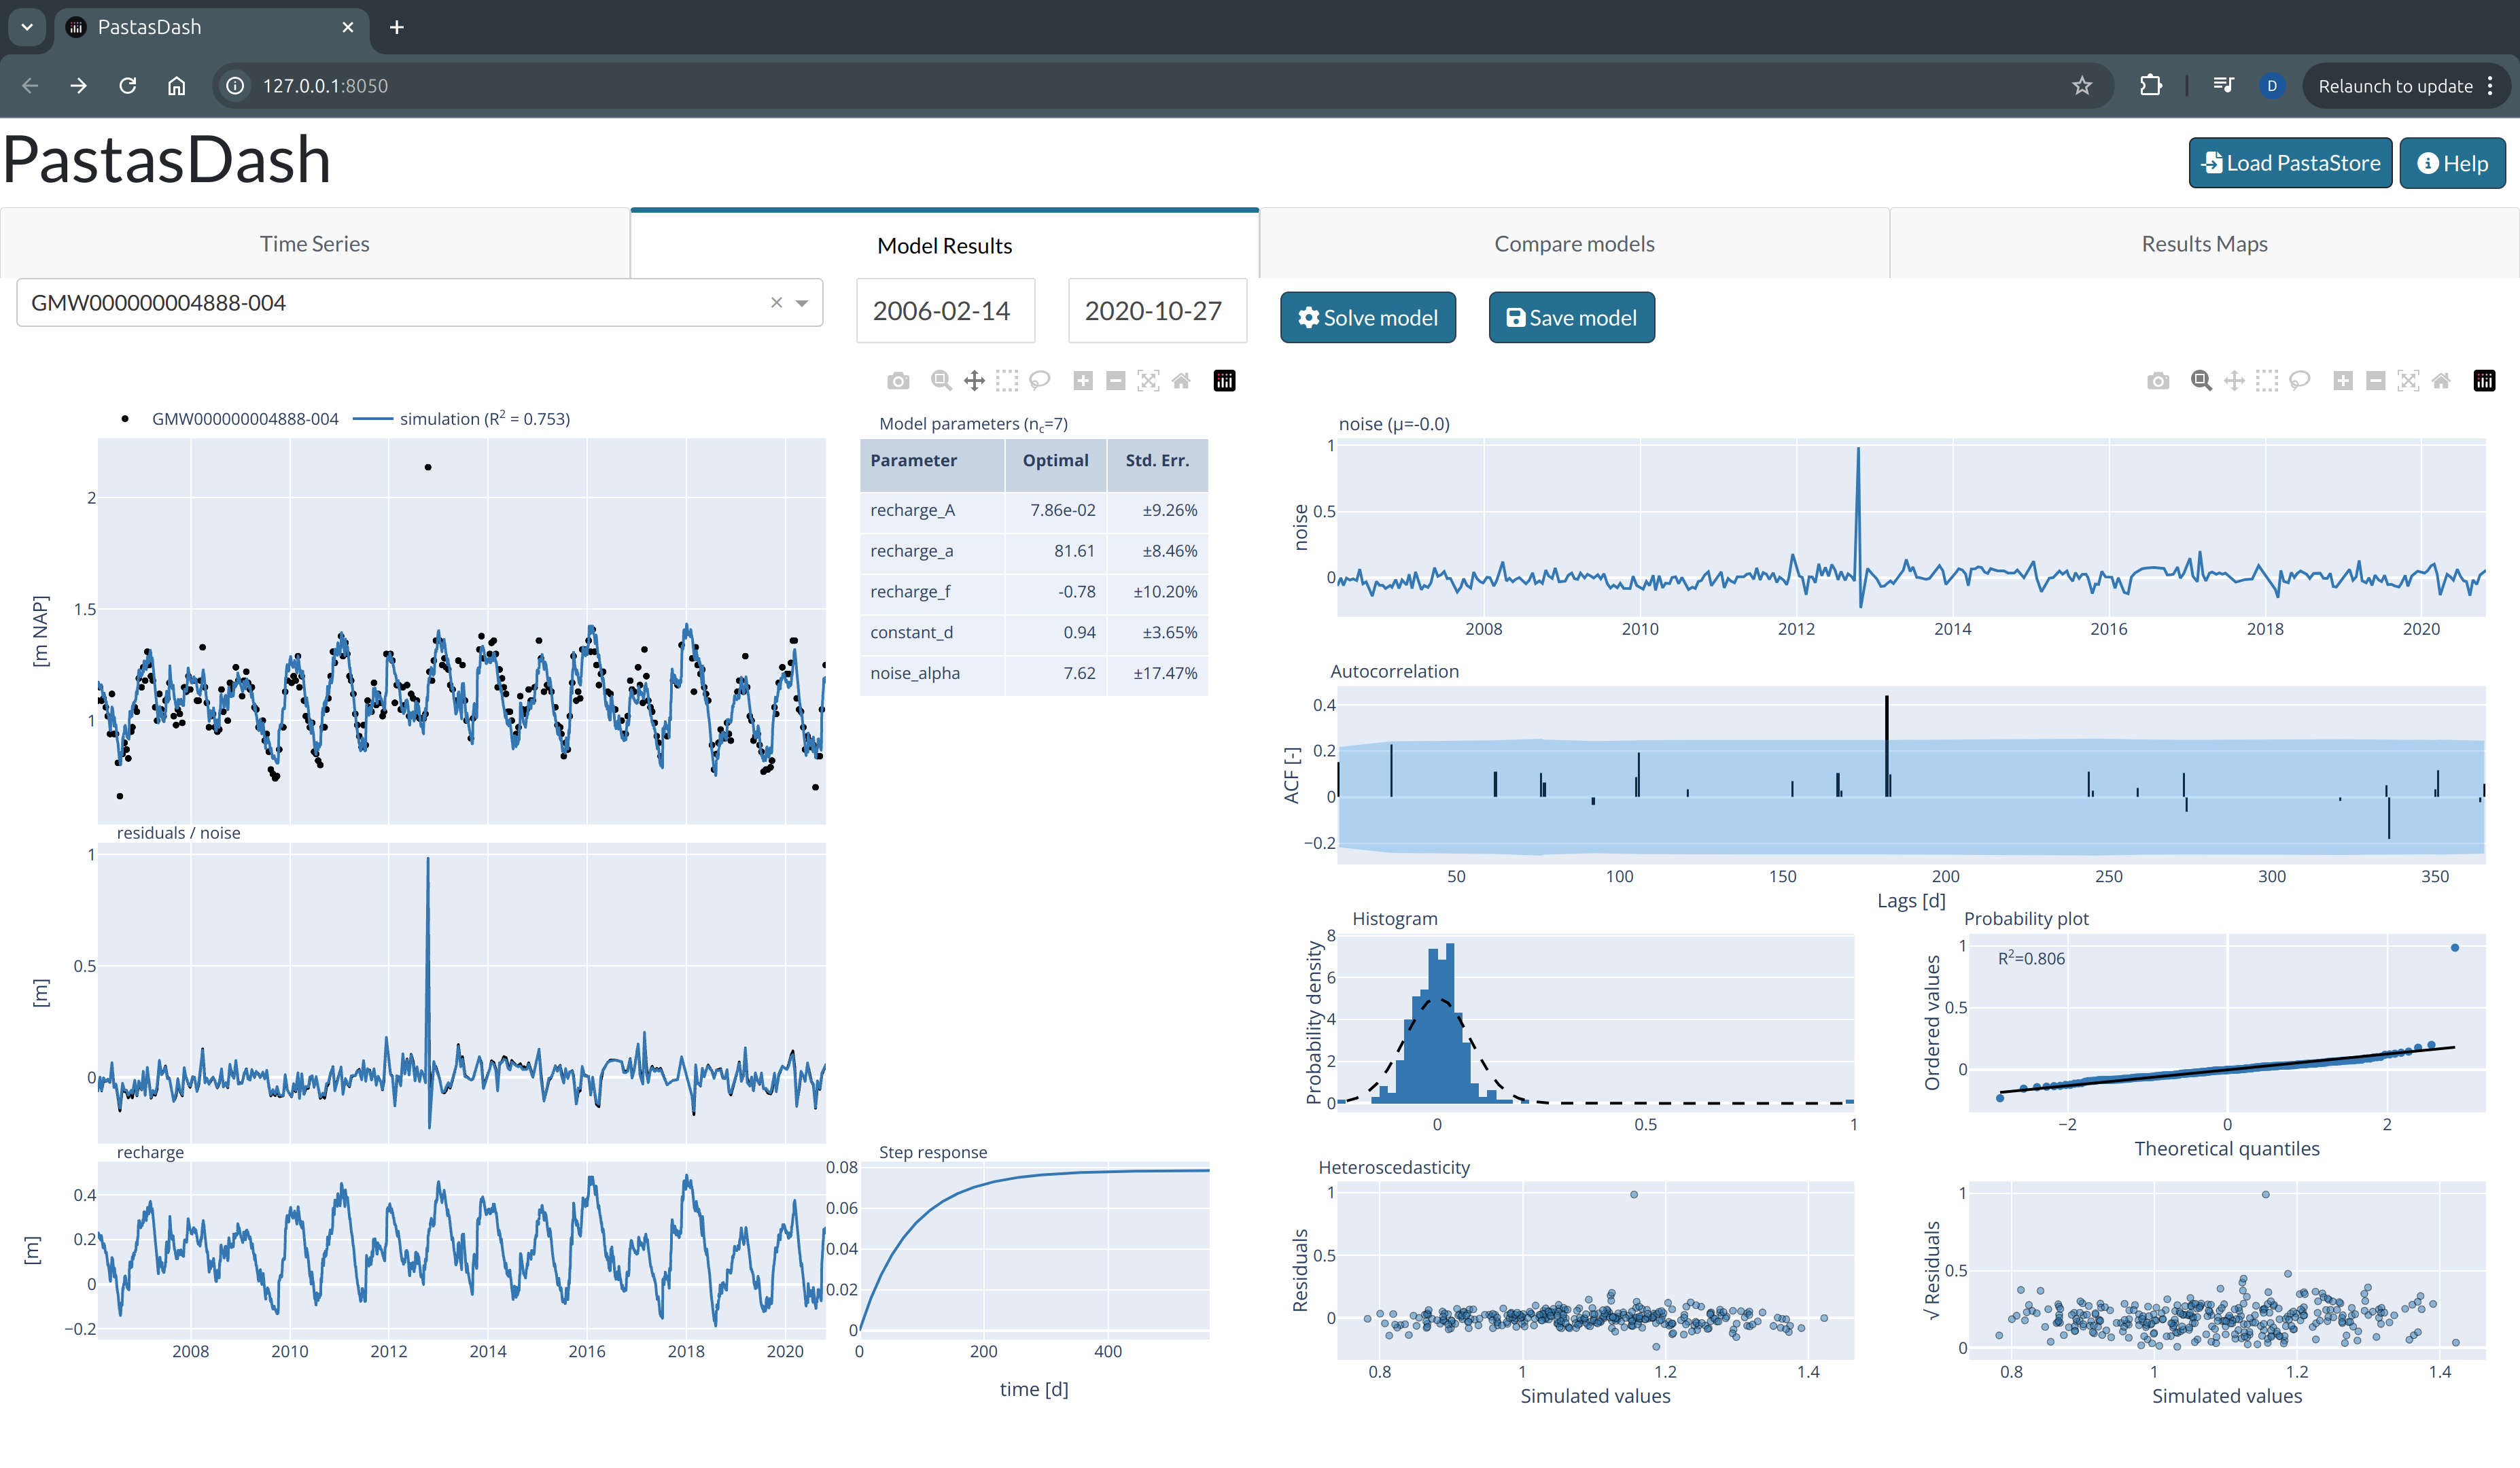 PastasDash
127.0.0.1:8050
D
Relaunch to update
PastasDash
Load PastaStore
Help
Time Series
Model Results
Compare models
Results Maps
GMW000000004888-004
2006-02-14
2020-10-27
Solve model
Save model
GMW000000004888-004
simulation (R² = 0.753)
2
1.5
1
[m NAP]
residuals / noise
1
0.5
0
[m]
recharge
0.4
0.2
0
−0.2
[m]
2008 2010 2012 2014 2016 2018 2020
Model parameters (n_c=7)
Parameter Optimal Std. Err.
recharge_A 7.86e-02 ±9.26%
recharge_a 81.61 ±8.46%
recharge_f -0.78 ±10.20%
constant_d 0.94 ±3.65%
noise_alpha 7.62 ±17.47%
Step response
0.08
0.06
0.04
0.02
0
0 200 400
time [d]
noise (μ=-0.0)
1
0.5
0
noise
2008 2010 2012 2014 2016 2018 2020
Autocorrelation
0.4
0.2
0
−0.2
ACF [-]
50 100 150 200 250 300 350
Lags [d]
Histogram
8
6
4
2
0
Probability density
0 0.5 1
Probability plot
R²=0.806
1
0.5
0
Ordered values
−2 0 2
Theoretical quantiles
Heteroscedasticity
1
0.5
0
Residuals
0.8 1 1.2 1.4
Simulated values
1
0.5
0
√ Residuals
0.8 1 1.2 1.4
Simulated values